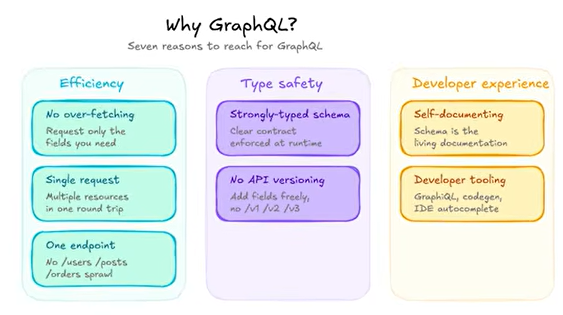 Why GraphQL?
Seven reasons to reach for GraphQL
Efficiency
No over-fetching
Request only the
fields you need
Single request
Multiple resources
in one round trip
One endpoint
No /users /posts
/orders sprawl
Type safety
Strongly-typed schema
Clear contract
enforced at runtime
No API versioning
Add fields freely,
no /v1 /v2 /v3
Developer experience
Self-documenting
Schema is the
living documentation
Developer tooling
GraphiQL, codegen,
IDE autocomplete